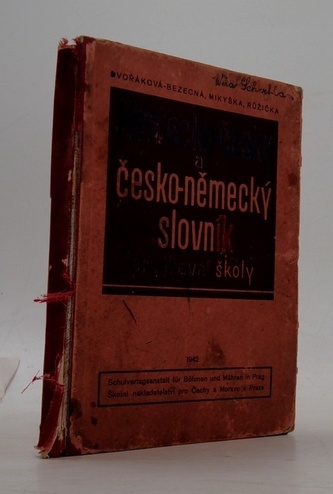 DVOŘÁKOVÁ-BEZECNÁ, MIKYŠKA, RŮŽIČKA
a
česko-německý
slovník
školy
1943
Schulverlagsanstalt für Böhmen und Mähren in Prag
Školní nakladatelství pro Čechy a Moravu v Praze